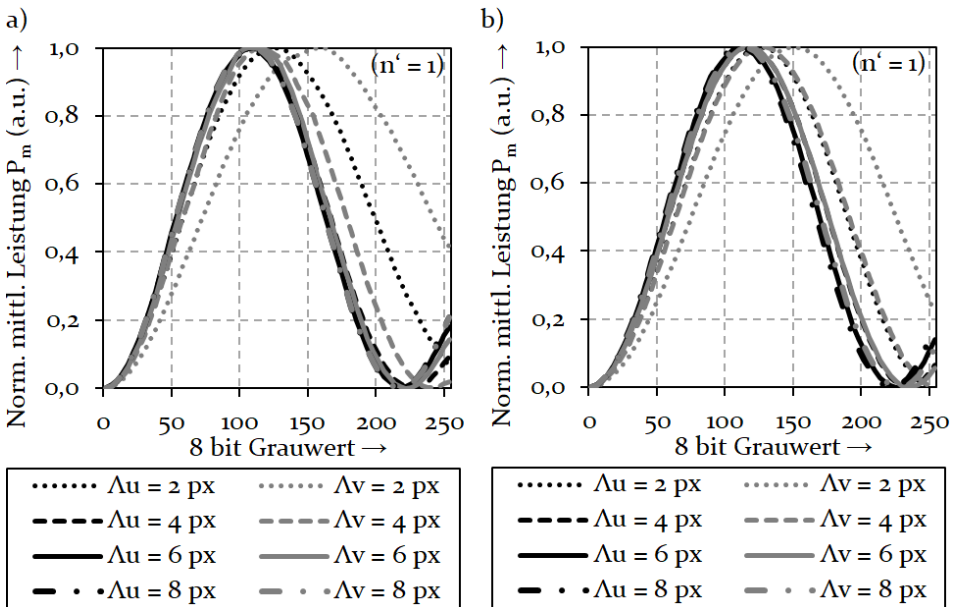 a)
Norm. mittl. Leistung Pm (a.u.) →
1,0
0,8
0,6
0,4
0,2
0,0
(n‘ = 1)
0 50 100 150 200 250
8 bit Grauwert →
Λu = 2 px Λv = 2 px
Λu = 4 px Λv = 4 px
Λu = 6 px Λv = 6 px
Λu = 8 px Λv = 8 px
b)
Norm. mittl. Leistung Pm (a.u.) →
1,0
0,8
0,6
0,4
0,2
0,0
(n‘ = 1)
0 50 100 150 200 250
8 bit Grauwert →
Λu = 2 px Λv = 2 px
Λu = 4 px Λv = 4 px
Λu = 6 px Λv = 6 px
Λu = 8 px Λv = 8 px